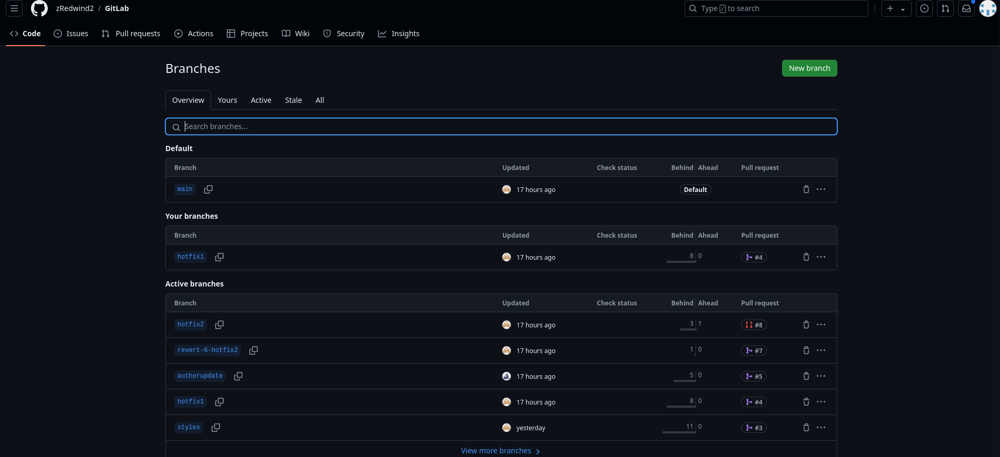 zRedwind2 / GitLab
Type / to search
Code Issues Pull requests Actions Projects Wiki Security Insights
Branches
New branch
Overview Yours Active Stale All
Search branches...
Default
Branch Updated Check status Behind Ahead Pull request
main 17 hours ago Default
Your branches
Branch Updated Check status Behind Ahead Pull request
hotfix1 17 hours ago 8 0 #4
Active branches
Branch Updated Check status Behind Ahead Pull request
hotfix2 17 hours ago 3 1 #8
revert-6-hotfix2 17 hours ago 1 0 #7
authorupdate 17 hours ago 5 0 #5
hotfix1 17 hours ago 8 0 #4
styles yesterday 11 0 #3
View more branches